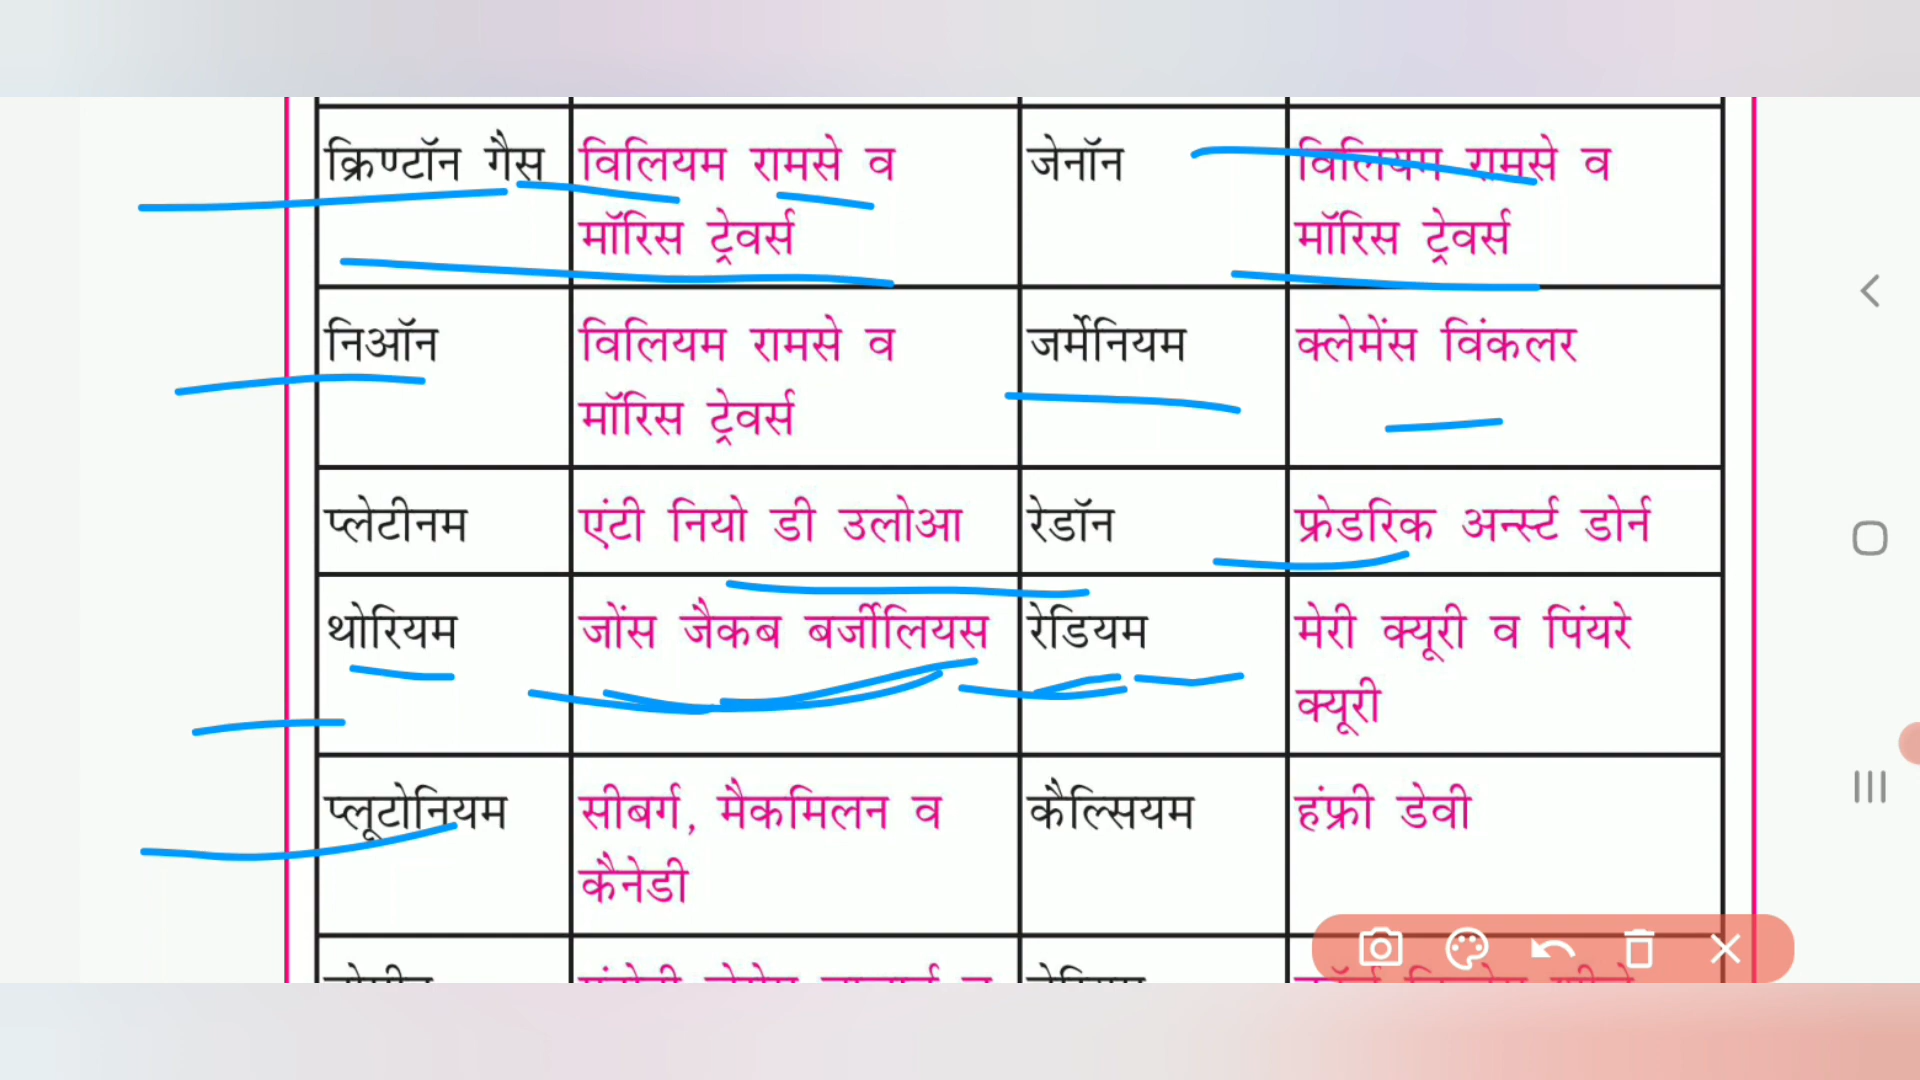 क्रिण्टॉन गैस विलियम रामसे व जेनॉन विलियम रामसे व
मॉरिस ट्रेवर्स मॉरिस ट्रेवर्स
निऑन विलियम रामसे व जर्मेनियम क्लेमेंस विंकलर
मॉरिस ट्रेवर्स
प्लेटीनम एंटी नियो डी उलोआ रेडॉन फ्रेडरिक अर्न्स्ट डोर्न
थोरियम जोंस जैकब बर्जीलियस रेडियम मेरी क्यूरी व पिंयरे
क्यूरी
प्लूटोनियम सीबर्ग, मैकमिलन व कैल्सियम हंफ्री डेवी
कैनेडी